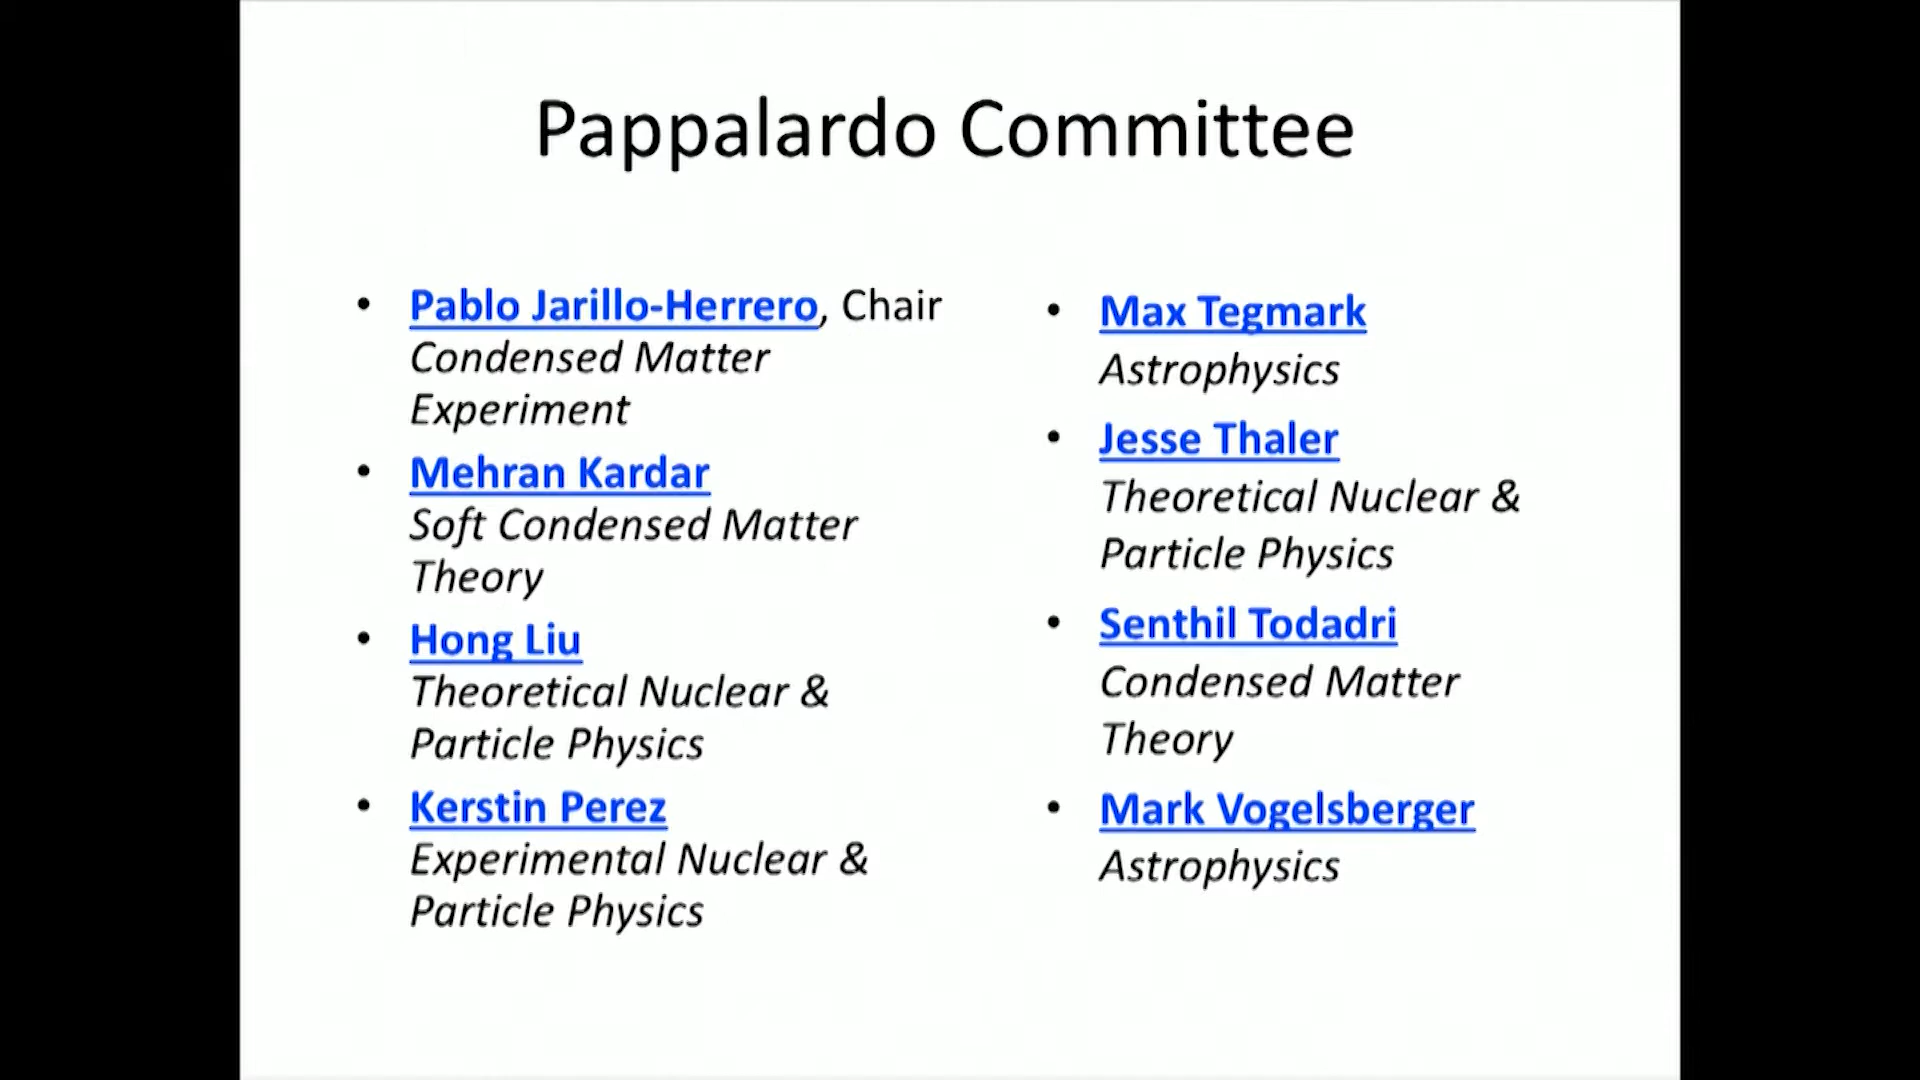 Pappalardo Committee
• Pablo Jarillo-Herrero, Chair
Condensed Matter
Experiment
• Mehran Kardar
Soft Condensed Matter
Theory
• Hong Liu
Theoretical Nuclear &
Particle Physics
• Kerstin Perez
Experimental Nuclear &
Particle Physics
• Max Tegmark
Astrophysics
• Jesse Thaler
Theoretical Nuclear &
Particle Physics
• Senthil Todadri
Condensed Matter
Theory
• Mark Vogelsberger
Astrophysics